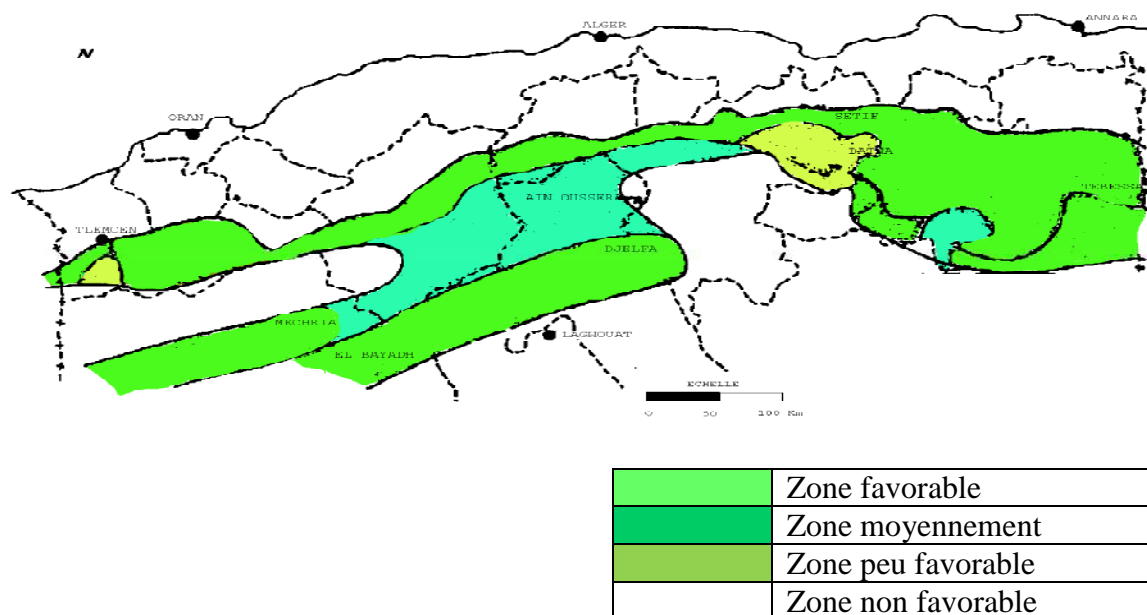 ALGER
ANNABA
N
ORAN
SETIF
TEBESSA
AIN OUSSERA
TLEMCEN
DJELFA
MECHRIA
LAGHOUAT
EL BAYADH
ECHELLE
0 50 100 Km
Zone favorable
Zone moyennement
Zone peu favorable
Zone non favorable